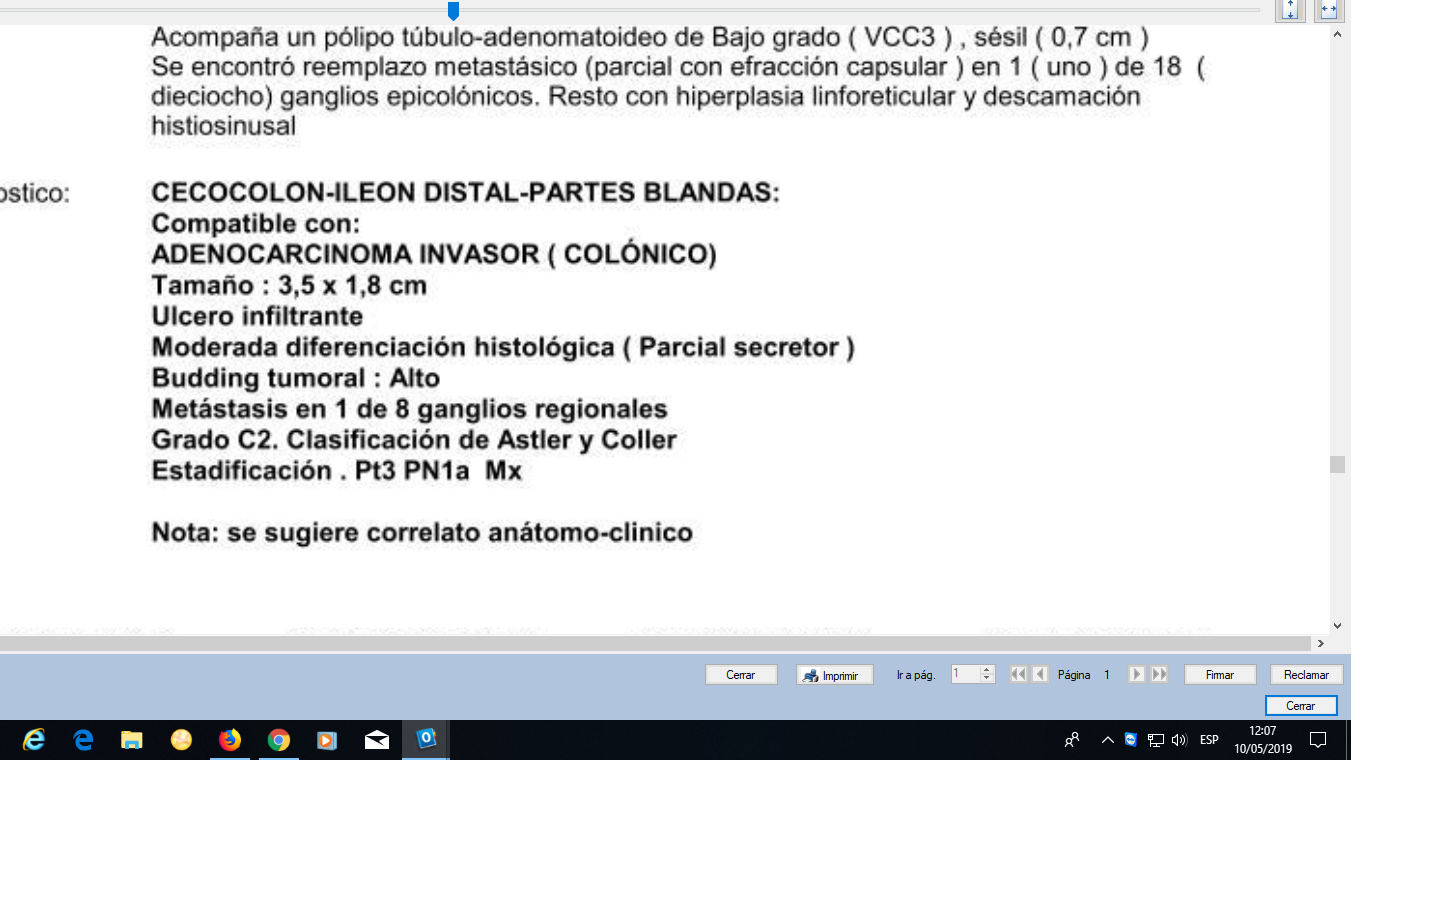 Acompaña un pólipo túbulo-adenomatoideo de Bajo grado ( VCC3 ) , sésil ( 0,7 cm )
Se encontró reemplazo metastásico (parcial con efracción capsular ) en 1 ( uno ) de 18 (
dieciocho) ganglios epicolónicos. Resto con hiperplasia linforeticular y descamación
histiosinusal
ostico:
CECOCOLON-ILEON DISTAL-PARTES BLANDAS:
Compatible con:
ADENOCARCINOMA INVASOR ( COLÓNICO)
Tamaño : 3,5 x 1,8 cm
Ulcero infiltrante
Moderada diferenciación histológica ( Parcial secretor )
Budding tumoral : Alto
Metástasis en 1 de 8 ganglios regionales
Grado C2. Clasificación de Astler y Coller
Estadificación . Pt3 PN1a Mx
Nota: se sugiere correlato anátomo-clinico
Cerrar
Imprimir
Ir a pág.
1
Página 1
Firmar
Reclamar
Cerrar
ESP
12:07
10/05/2019